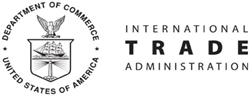 DEPARTMENT OF COMMERCE
UNITED STATES OF AMERICA
INTERNATIONAL
TRADE
ADMINISTRATION